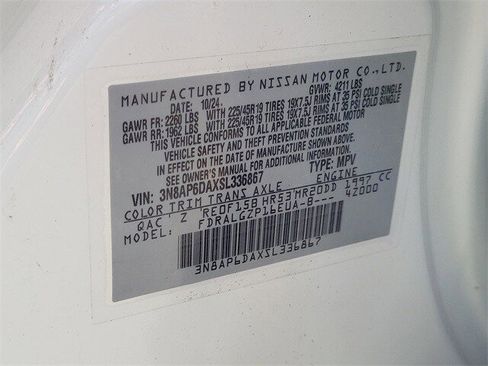 MANUFACTURED BY NISSAN MOTOR CO.,LTD.
DATE: 10/24 GVWR: 4211 LBS
GAWR FR: 2260 LBS WITH 225/45R19 TIRES 19X7.5J RIMS AT 35 PSI COLD SINGLE
GAWR RR: 1962 LBS WITH 225/45R19 TIRES 19X7.5J RIMS AT 35 PSI COLD SINGLE
THIS VEHICLE CONFORMS TO ALL APPLICABLE FEDERAL MOTOR
VEHICLE SAFETY AND THEFT PREVENTION STANDARDS
IN EFFECT ON THE DATE OF MANUFACTURE SHOWN ABOVE.
SEE OWNER'S MANUAL FOR ADDITIONAL INFORMATION
VIN: 3N8AP6DAXSL336867 TYPE: MPV
COLOR TRIM TRANS AXLE ENGINE
QAC, Z RE0F15B HR53 MR20DD 1997 CC
MODEL: FDRALGZP16EUA-B--- 42000
3N8AP6DAXSL336867